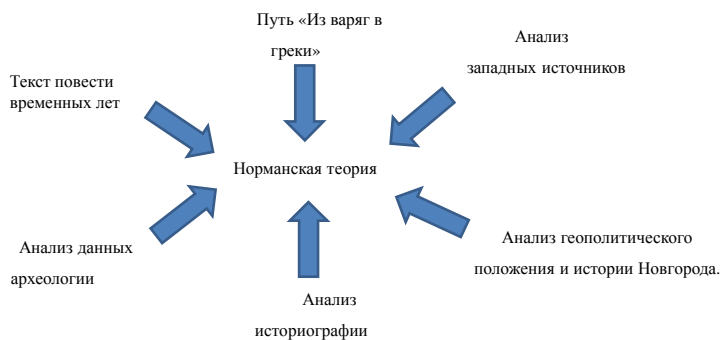 Путь «Из варяг в
греки»
Анализ
западных источников
Текст повести
временных лет
Норманская теория
Анализ данных
археологии
Анализ геополитического
положения и истории Новгорода.
Анализ
историографии